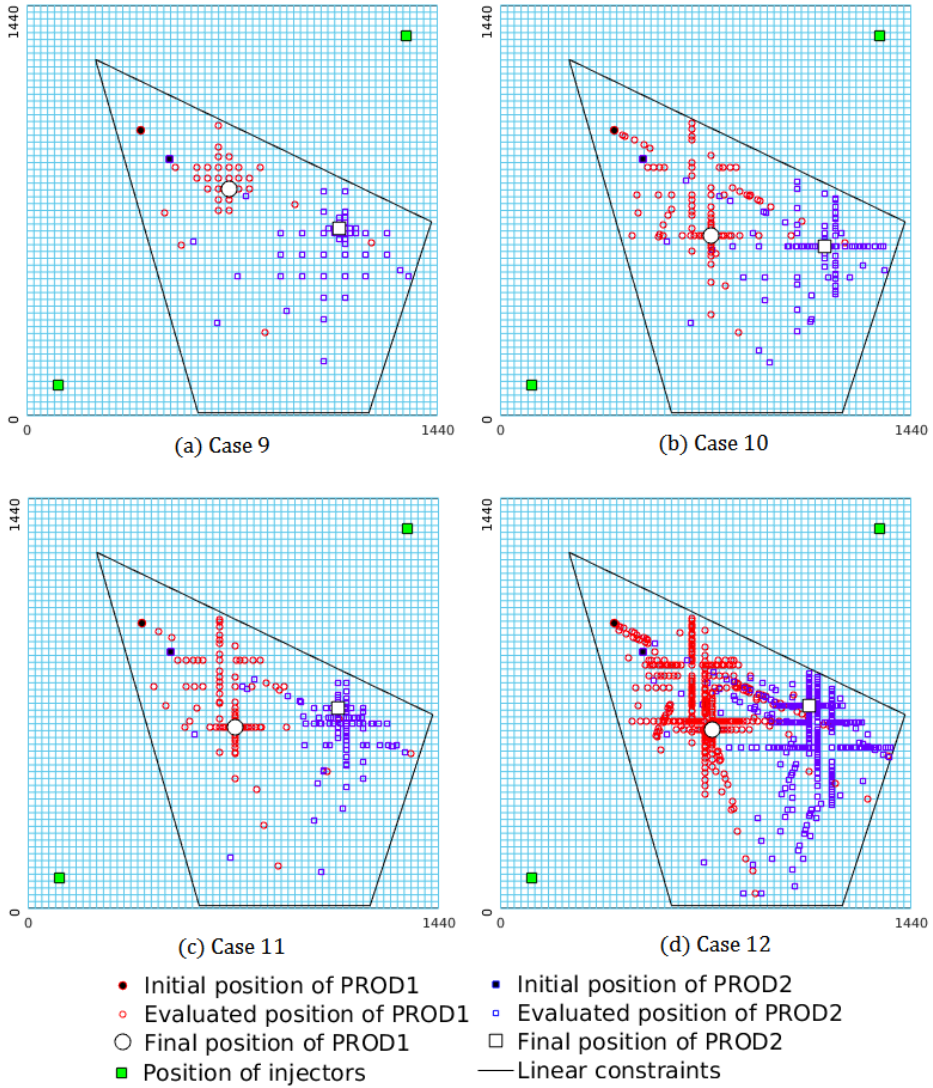 1440
1440
0
0
0
1440
0
1440
(a) Case 9
(b) Case 10
1440
1440
0
0
0
1440
0
1440
(c) Case 11
(d) Case 12
Initial position of PROD1
Initial position of PROD2
Evaluated position of PROD1
Evaluated position of PROD2
Final position of PROD1
Final position of PROD2
Position of injectors
Linear constraints